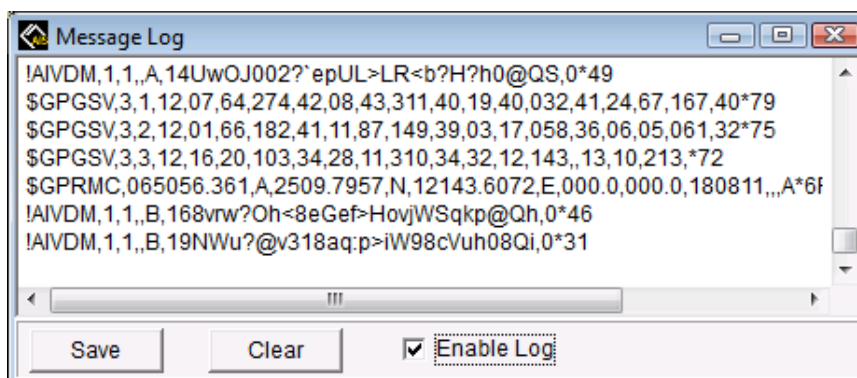 Message Log
!AIVDM,1,1,,A,14UwOJ002?`epUL>LR<b?H?h0@QS,0*49
$GPGSV,3,1,12,07,64,274,42,08,43,311,40,19,40,032,41,24,67,167,40*79
$GPGSV,3,2,12,01,66,182,41,11,87,149,39,03,17,058,36,06,05,061,32*75
$GPGSV,3,3,12,16,20,103,34,28,11,310,34,32,12,143,,13,10,213,*72
$GPRMC,065056.361,A,2509.7957,N,12143.6072,E,000.0,000.0,180811,,,A*6
!AIVDM,1,1,,B,168vrw?Oh<8eGef>HovjWSqkp@Qh,0*46
!AIVDM,1,1,,B,19NWu?@v318aq:p>iW98cVuh08Qi,0*31
Save Clear Enable Log